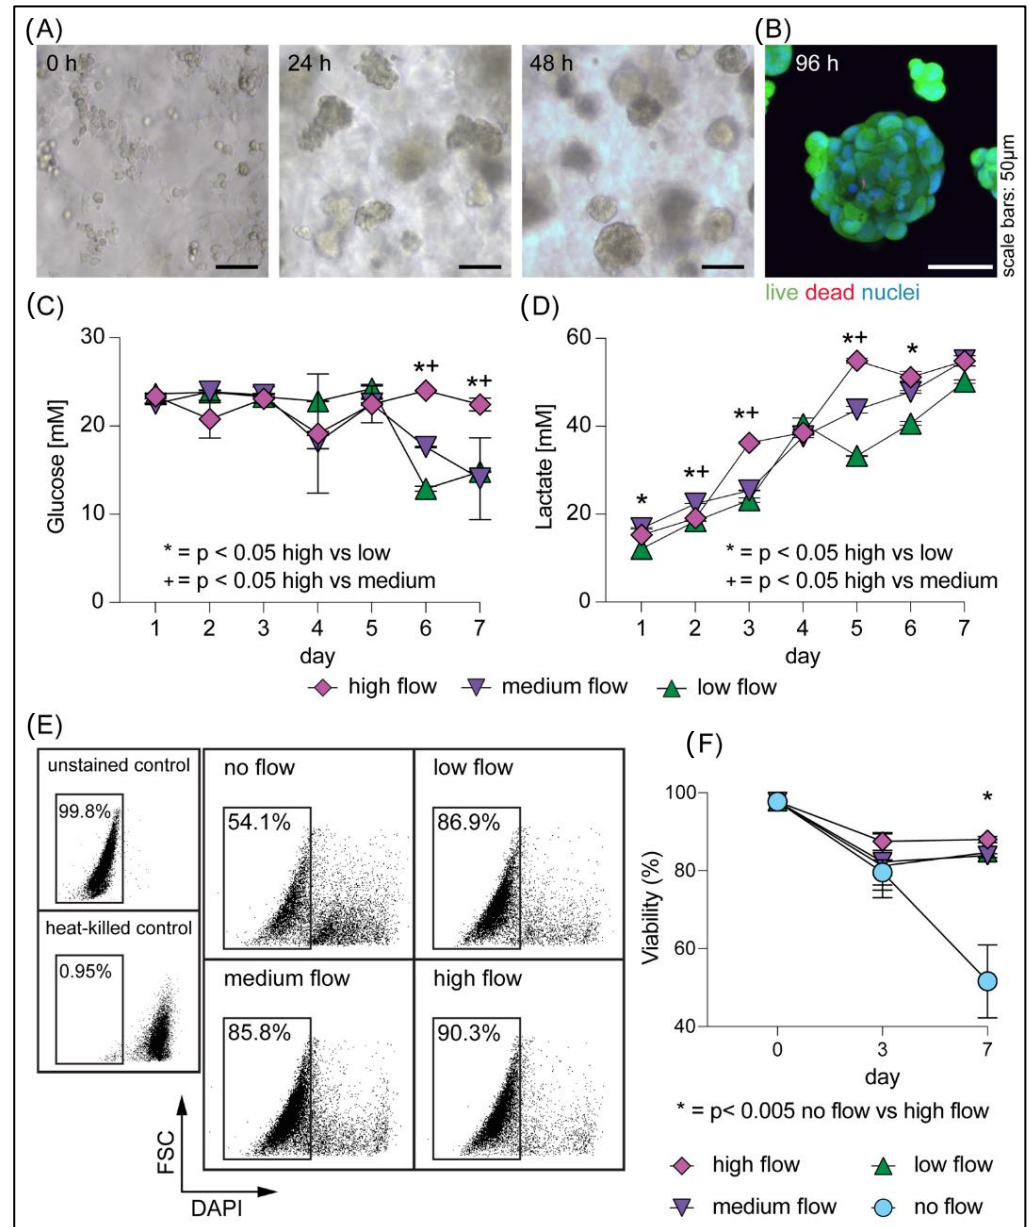 (A)
0 h
24 h
48 h
(B)
96 h
scale bars: 50µm
live dead nuclei
(C)
30
20
10
0
Glucose [mM]
*+
*+
* = p < 0.05 high vs low
+ = p < 0.05 high vs medium
1 2 3 4 5 6 7
day
(D)
60
40
20
0
Lactate [mM]
*
*+
*+
*+
*
* = p < 0.05 high vs low
+ = p < 0.05 high vs medium
1 2 3 4 5 6 7
day
high flow medium flow low flow
(E)
unstained control
99.8%
heat-killed control
0.95%
no flow
54.1%
low flow
86.9%
medium flow
85.8%
high flow
90.3%
FSC
DAPI
(F)
100
80
60
40
Viability (%)
*
0 3 7
day
* = p< 0.005 no flow vs high flow
high flow low flow
medium flow no flow